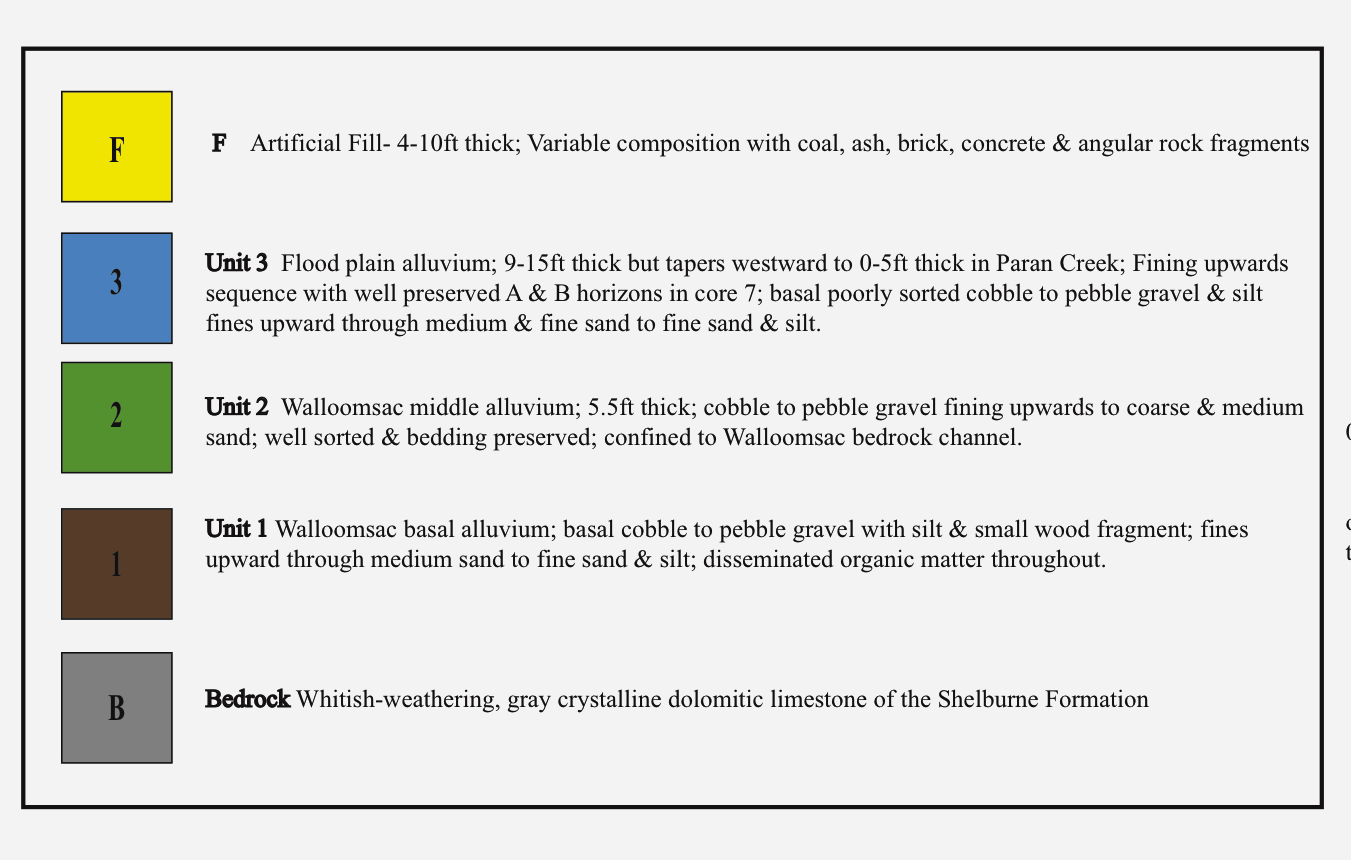 F
F Artificial Fill- 4-10ft thick; Variable composition with coal, ash, brick, concrete & angular rock fragments
3
Unit 3 Flood plain alluvium; 9-15ft thick but tapers westward to 0-5ft thick in Paran Creek; Fining upwards
sequence with well preserved A & B horizons in core 7; basal poorly sorted cobble to pebble gravel & silt
fines upward through medium & fine sand to fine sand & silt.
2
Unit 2 Walloomsac middle alluvium; 5.5ft thick; cobble to pebble gravel fining upwards to coarse & medium
sand; well sorted & bedding preserved; confined to Walloomsac bedrock channel.
1
Unit 1 Walloomsac basal alluvium; basal cobble to pebble gravel with silt & small wood fragment; fines
upward through medium sand to fine sand & silt; disseminated organic matter throughout.
B
Bedrock Whitish-weathering, gray crystalline dolomitic limestone of the Shelburne Formation